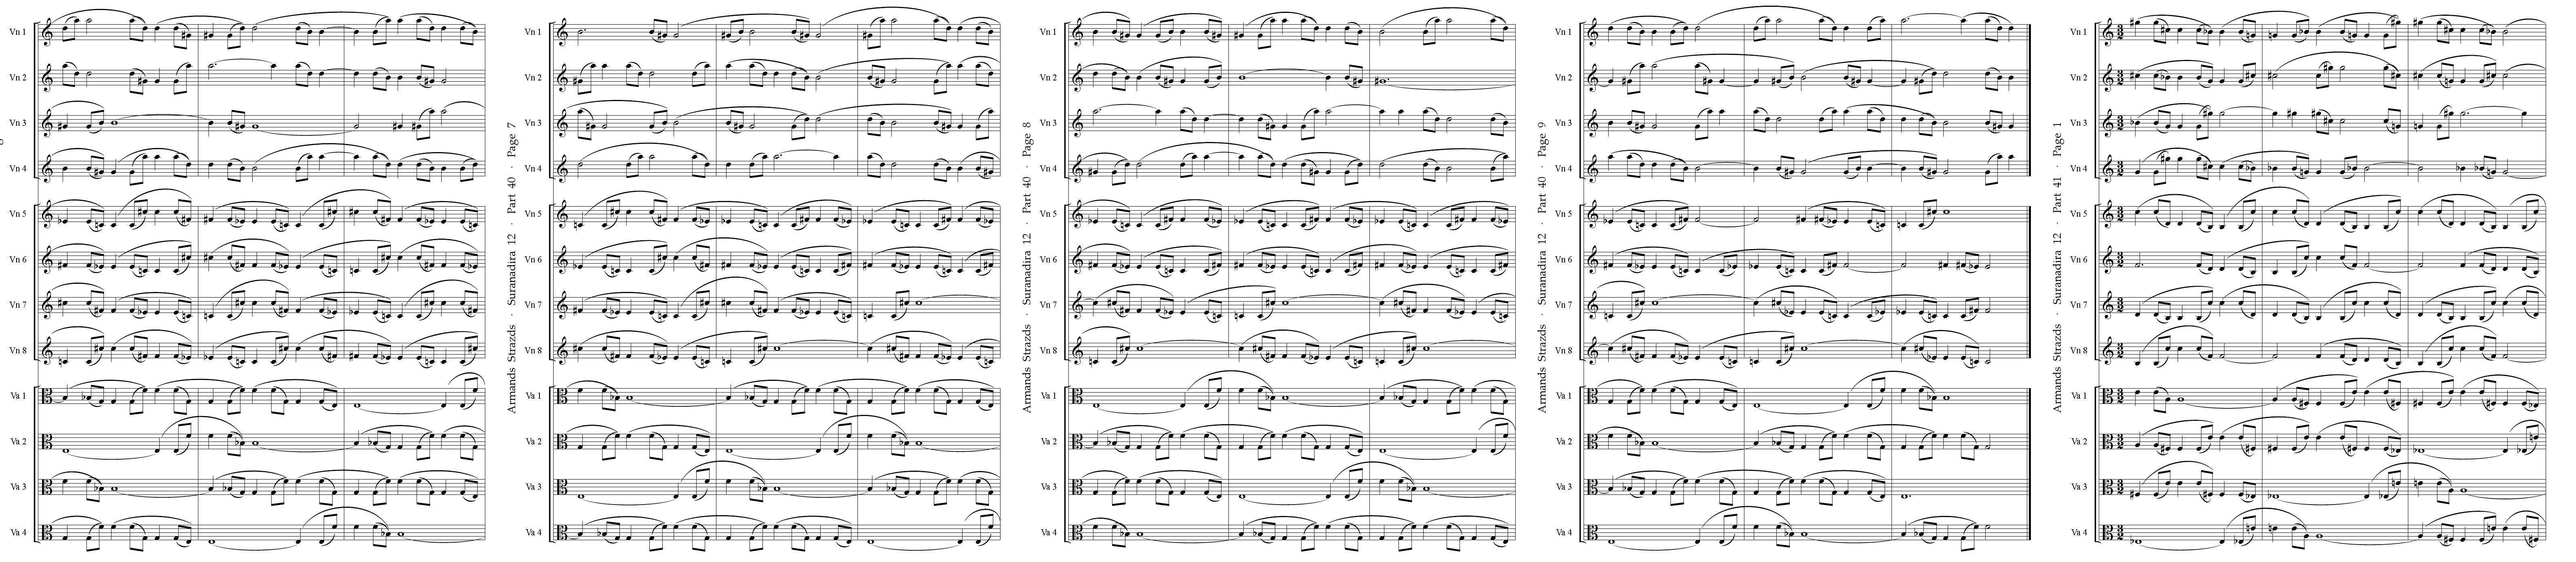 Vn 1
Vn 2
Vn 3
Vn 4
Vn 5
Vn 6
Vn 7
Vn 8
Va 1
Va 2
Va 3
Va 4
Armands Strazds · Suranadira 12 · Part 40 · Page 7
Vn 1
Vn 2
Vn 3
Vn 4
Vn 5
Vn 6
Vn 7
Vn 8
Va 1
Va 2
Va 3
Va 4
Armands Strazds · Suranadira 12 · Part 40 · Page 8
Vn 1
Vn 2
Vn 3
Vn 4
Vn 5
Vn 6
Vn 7
Vn 8
Va 1
Va 2
Va 3
Va 4
Armands Strazds · Suranadira 12 · Part 40 · Page 9
Vn 1
Vn 2
Vn 3
Vn 4
Vn 5
Vn 6
Vn 7
Vn 8
Va 1
Va 2
Va 3
Va 4
Armands Strazds · Suranadira 12 · Part 41 · Page 1
Vn 1
Vn 2
Vn 3
Vn 4
Vn 5
Vn 6
Vn 7
Vn 8
Va 1
Va 2
Va 3
Va 4